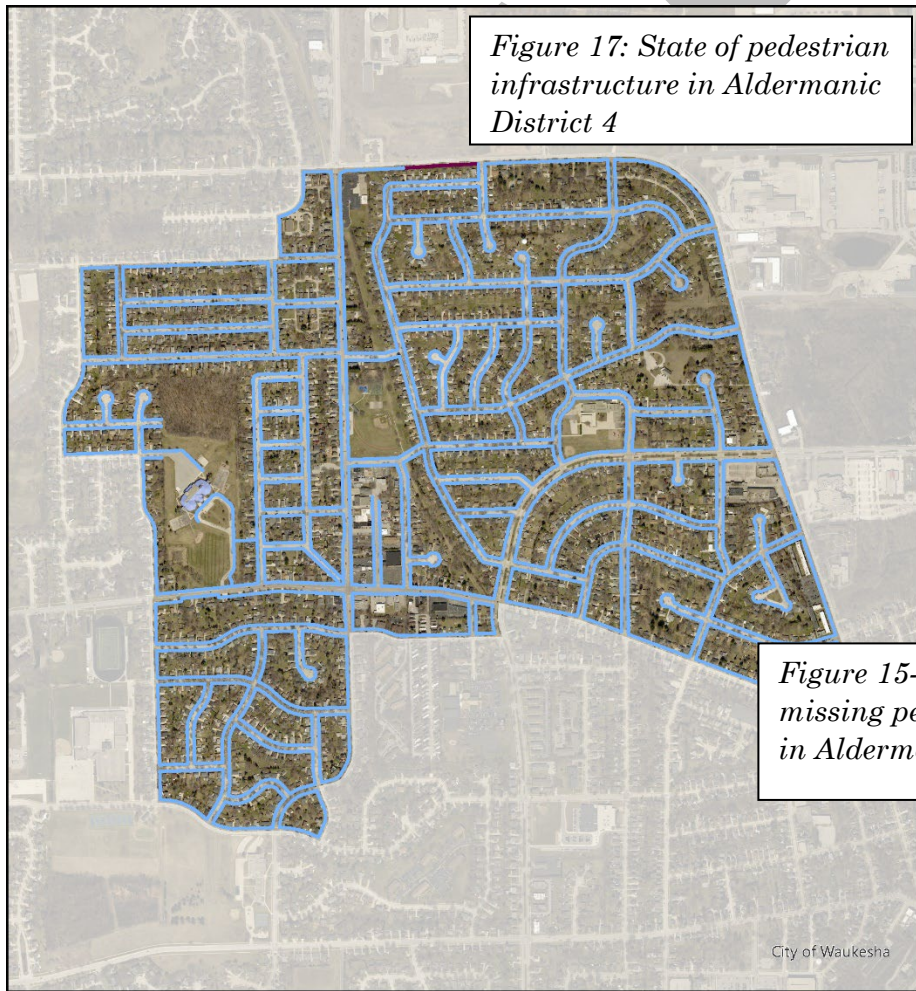 Figure 17: State of pedestrian
infrastructure in Aldermanic
District 4
Figure 15-
missing pe
in Alderm
City of Waukesha